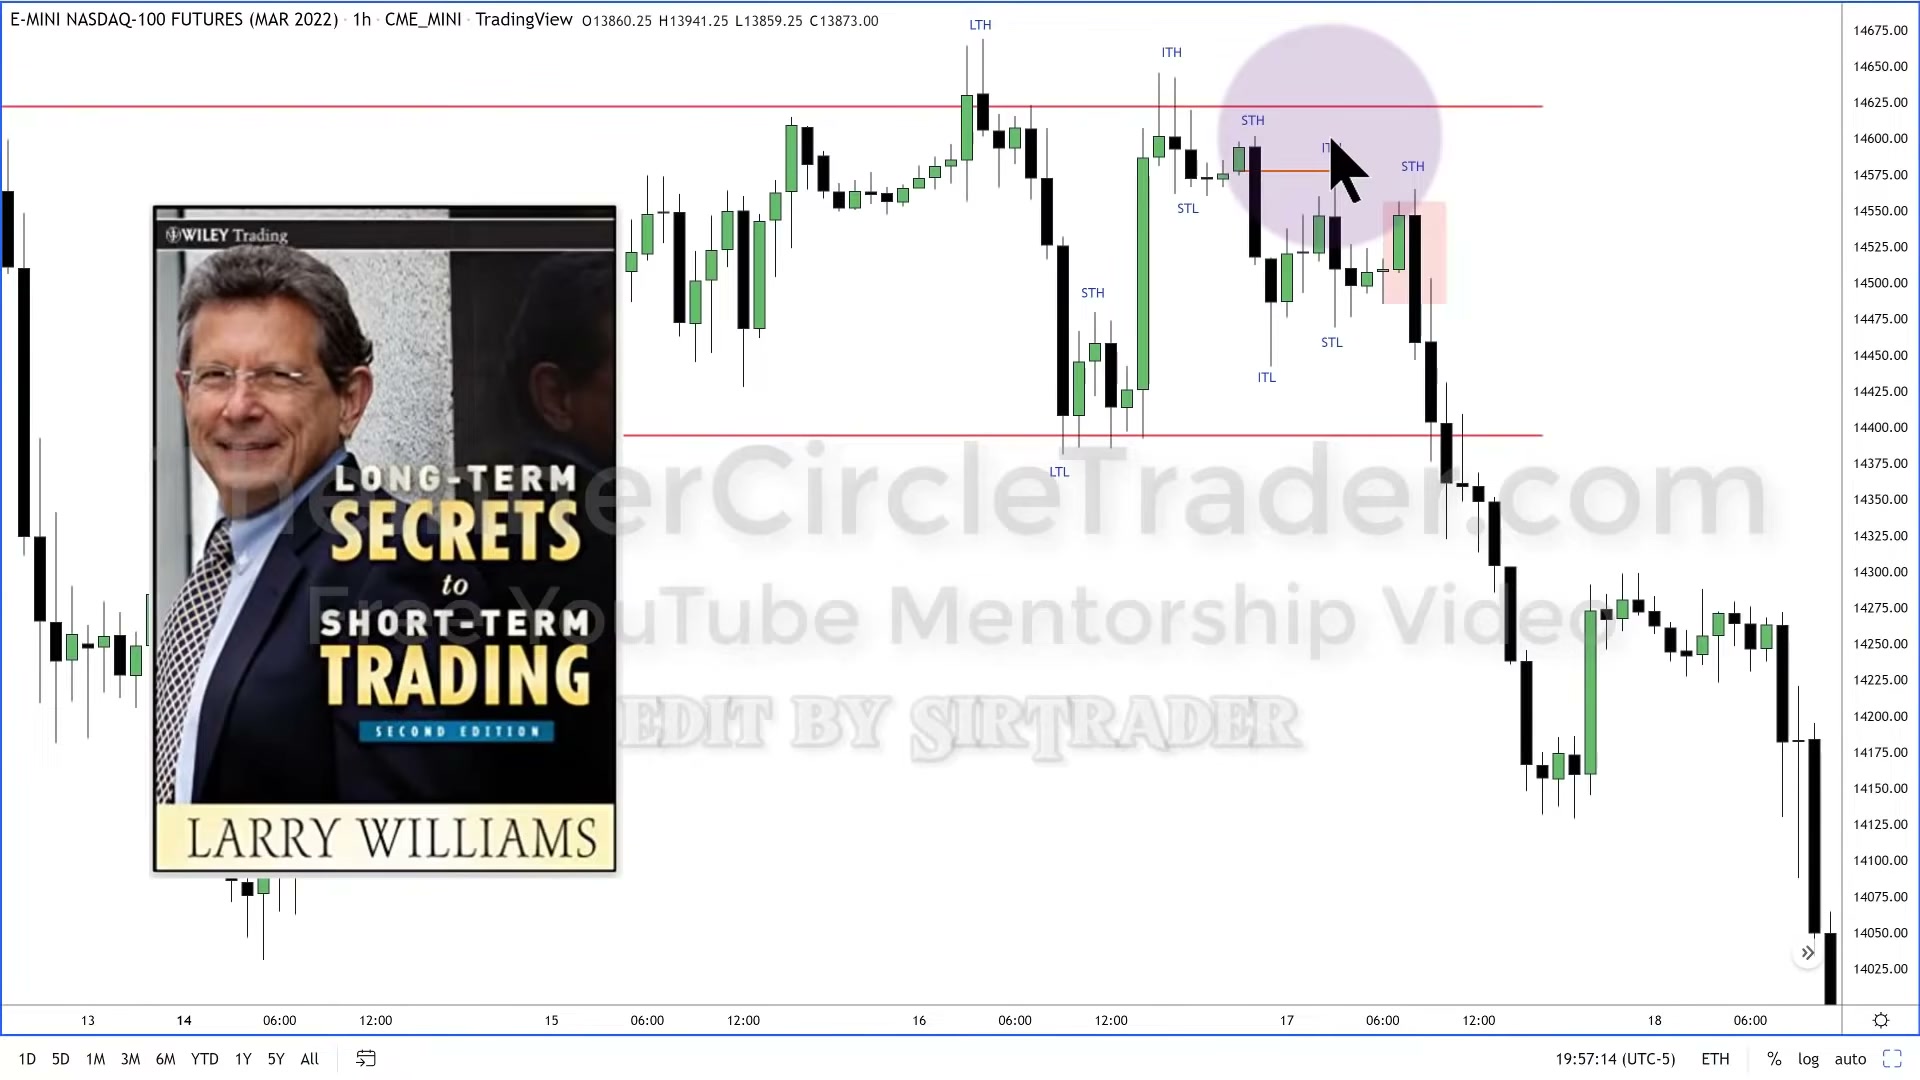 E-MINI NASDAQ-100 FUTURES (MAR 2022) · 1h · CME_MINI · TradingView O13860.25 H13941.25 L13859.25 C13873.00
LTH
ITH
STH
STH
STL
STH
STL
ITL
LTL
WILEY Trading
LONG-TERM
SECRETS
to
SHORT-TERM
TRADING
SECOND EDITION
LARRY WILLIAMS
nerCircleTrader.com
Free YouTube Mentorship Video
EDIT BY SIRTRADER
14675.00
14650.00
14625.00
14600.00
14575.00
14550.00
14525.00
14500.00
14475.00
14450.00
14425.00
14400.00
14375.00
14350.00
14325.00
14300.00
14275.00
14250.00
14225.00
14200.00
14175.00
14150.00
14125.00
14100.00
14075.00
14050.00
14025.00
13 14 06:00 12:00 15 06:00 12:00 16 06:00 12:00 17 06:00 12:00 18 06:00
1D 5D 1M 3M 6M YTD 1Y 5Y All 19:57:14 (UTC-5) ETH % log auto